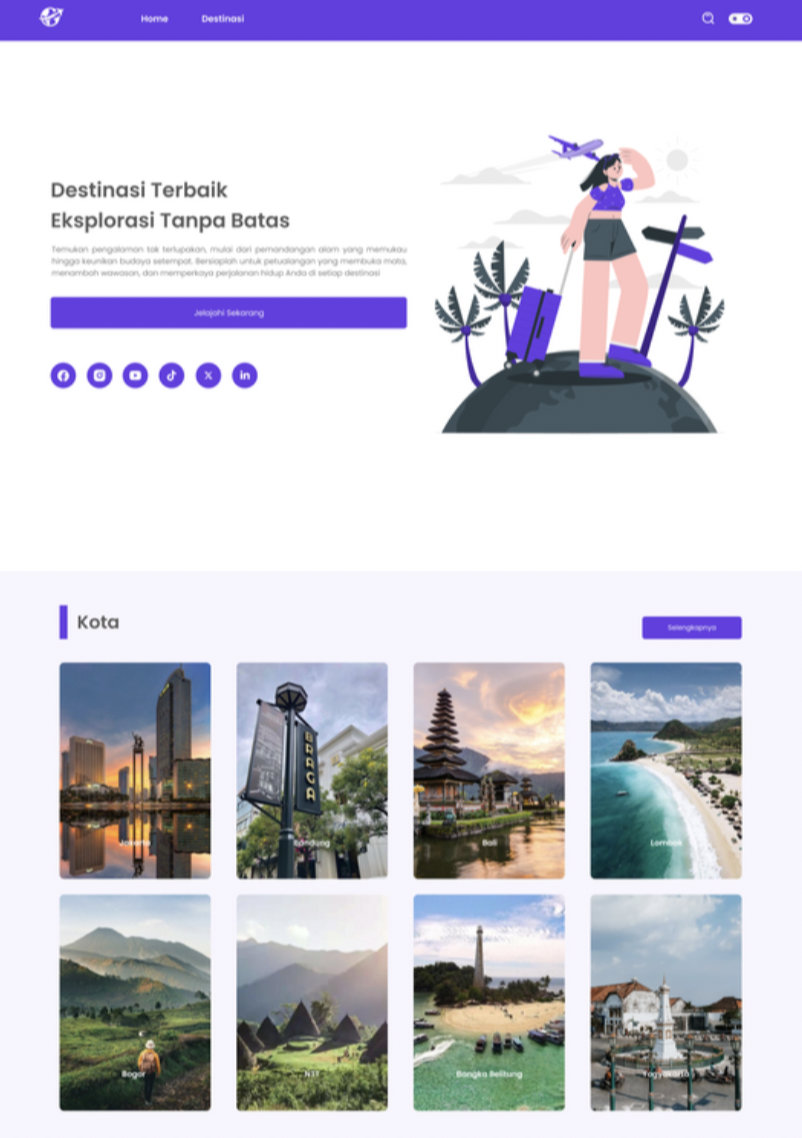 Home Destinasi
Destinasi Terbaik
Eksplorasi Tanpa Batas
Temukan pengalaman tak terlupakan, mulai dari pemandangan alam yang memukau
hingga keunikan budaya setempat. Bersiaplah untuk petualangan yang membuka mata,
menambah wawasan, dan memperkaya perjalanan hidup Anda di setiap destinasi
Jelajahi Sekarang
in
Kota
Selengkapnya
BRAGA
Jakarta Bandung Bali Lombok
Bogor NTT Bangka Belitung Yogyakarta